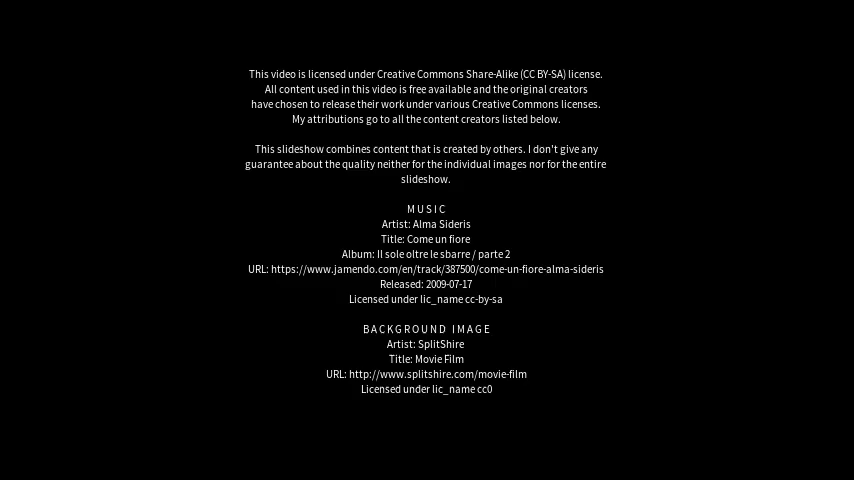 This video is licensed under Creative Commons Share-Alike (CC BY-SA) license.
All content used in this video is free available and the original creators
have chosen to release their work under various Creative Commons licenses.
My attributions go to all the content creators listed below.
This slideshow combines content that is created by others. I don't give any
guarantee about the quality neither for the individual images nor for the entire
slideshow.
MUSIC
Artist: Alma Sideris
Title: Come un fiore
Album: Il sole oltre le sbarre / parte 2
URL: https://www.jamendo.com/en/track/387500/come-un-fiore-alma-sideris
Released: 2009-07-17
Licensed under lic_name cc-by-sa
BACKGROUND IMAGE
Artist: SplitShire
Title: Movie Film
URL: http://www.splitshire.com/movie-film
Licensed under lic_name cc0